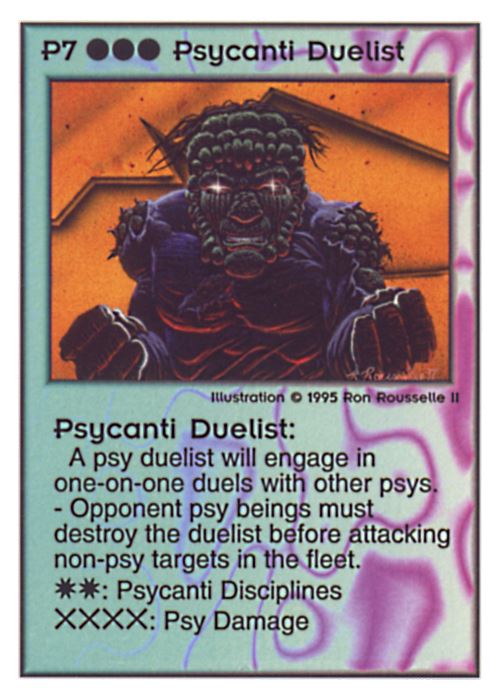 P7 ●●● Psycanti Duelist
R Rousselle II
Illustration © 1995 Ron Rousselle II
Psycanti Duelist:
A psy duelist will engage in
one-on-one duels with other psys.
- Opponent psy beings must
destroy the duelist before attacking
non-psy targets in the fleet.
✷✷: Psycanti Disciplines
XXXX: Psy Damage